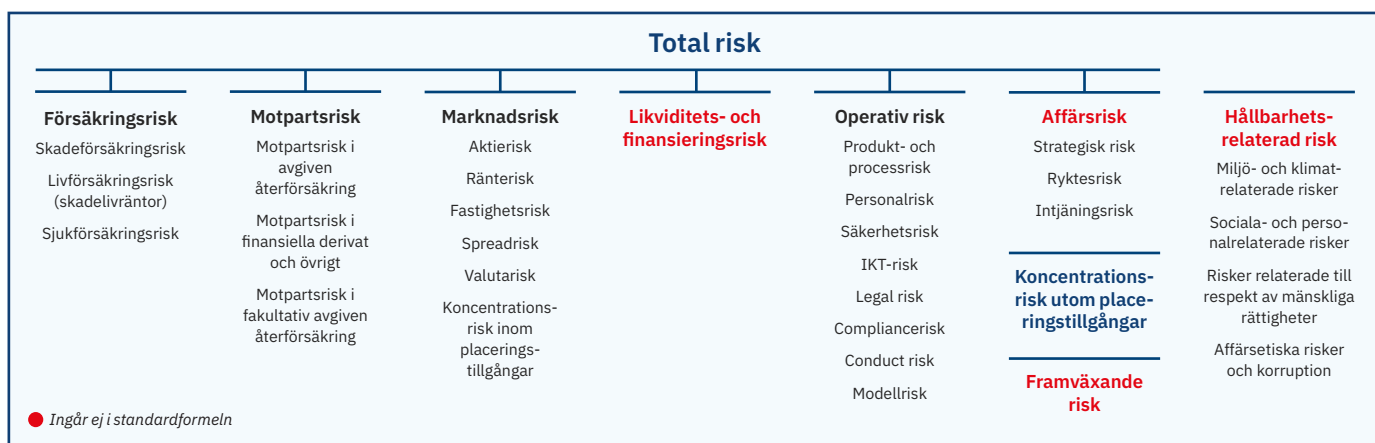 Total risk
Försäkringsrisk
Skadeförsäkringsrisk
Livförsäkringsrisk
(skadelivräntor)
Sjukförsäkringsrisk
Motpartsrisk
Motpartsrisk i
avgiven
återförsäkring
Motpartsrisk i
finansiella derivat
och övrigt
Motpartsrisk i
fakultativ avgiven
återförsäkring
Marknadsrisk
Aktierisk
Ränterisk
Fastighetsrisk
Spreadrisk
Valutarisk
Koncentrations-
risk inom
placerings-
tillgångar
Likviditets- och
finansieringsrisk
Operativ risk
Produkt- och
processrisk
Personalrisk
Säkerhetsrisk
IKT-risk
Legal risk
Compliancerisk
Conduct risk
Modellrisk
Affärsrisk
Strategisk risk
Ryktesrisk
Intjäningsrisk
Koncentrations-
risk utom place-
ringstillgångar
Framväxande
risk
Hållbarhets-
relaterad risk
Miljö- och klimat-
relaterade risker
Sociala- och perso-
nalrelaterade risker
Risker relaterade till
respekt av mänskliga
rättigheter
Affärsetiska risker
och korruption
Ingår ej i standardformeln